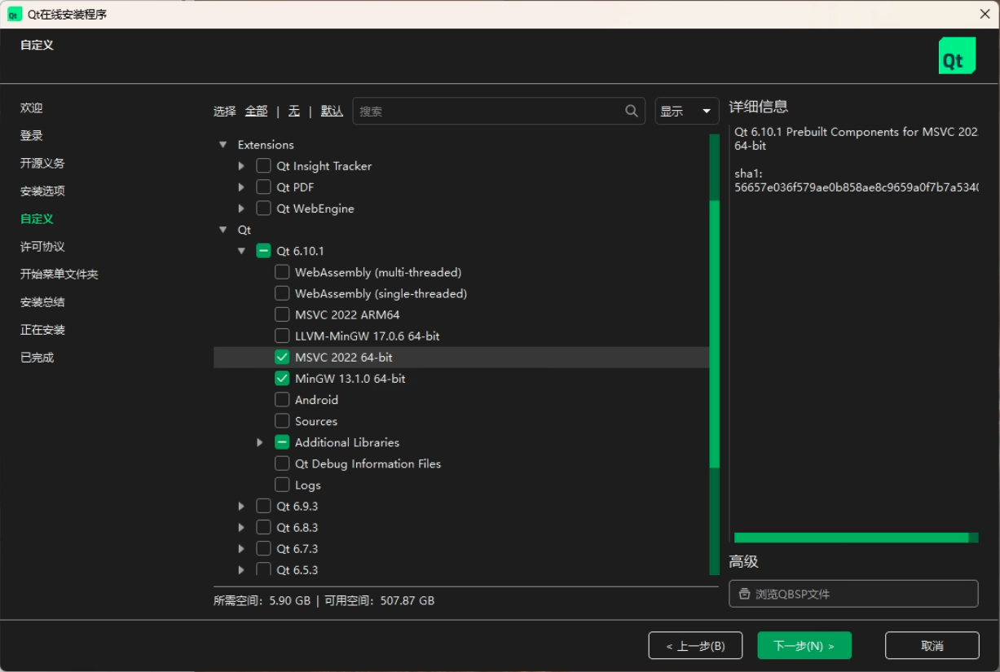 Qt在线安装程序
自定义
Qt
欢迎
登录
开源义务
安装选项
自定义
许可协议
开始菜单文件夹
安装总结
正在安装
已完成
选择 全部 | 无 | 默认 搜索 显示
Extensions
Qt Insight Tracker
Qt PDF
Qt WebEngine
Qt
Qt 6.10.1
WebAssembly (multi-threaded)
WebAssembly (single-threaded)
MSVC 2022 ARM64
LLVM-MinGW 17.0.6 64-bit
MSVC 2022 64-bit
MinGW 13.1.0 64-bit
Android
Sources
Additional Libraries
Qt Debug Information Files
Logs
Qt 6.9.3
Qt 6.8.3
Qt 6.7.3
Qt 6.5.3
所需空间: 5.90 GB | 可用空间: 507.87 GB
详细信息
Qt 6.10.1 Prebuilt Components for MSVC 202
64-bit
sha1:
56657e036f579ae0b858ae8c9659a0f7b7a5340
高级
浏览QBSP文件
< 上一步(B) 下一步(N) > 取消